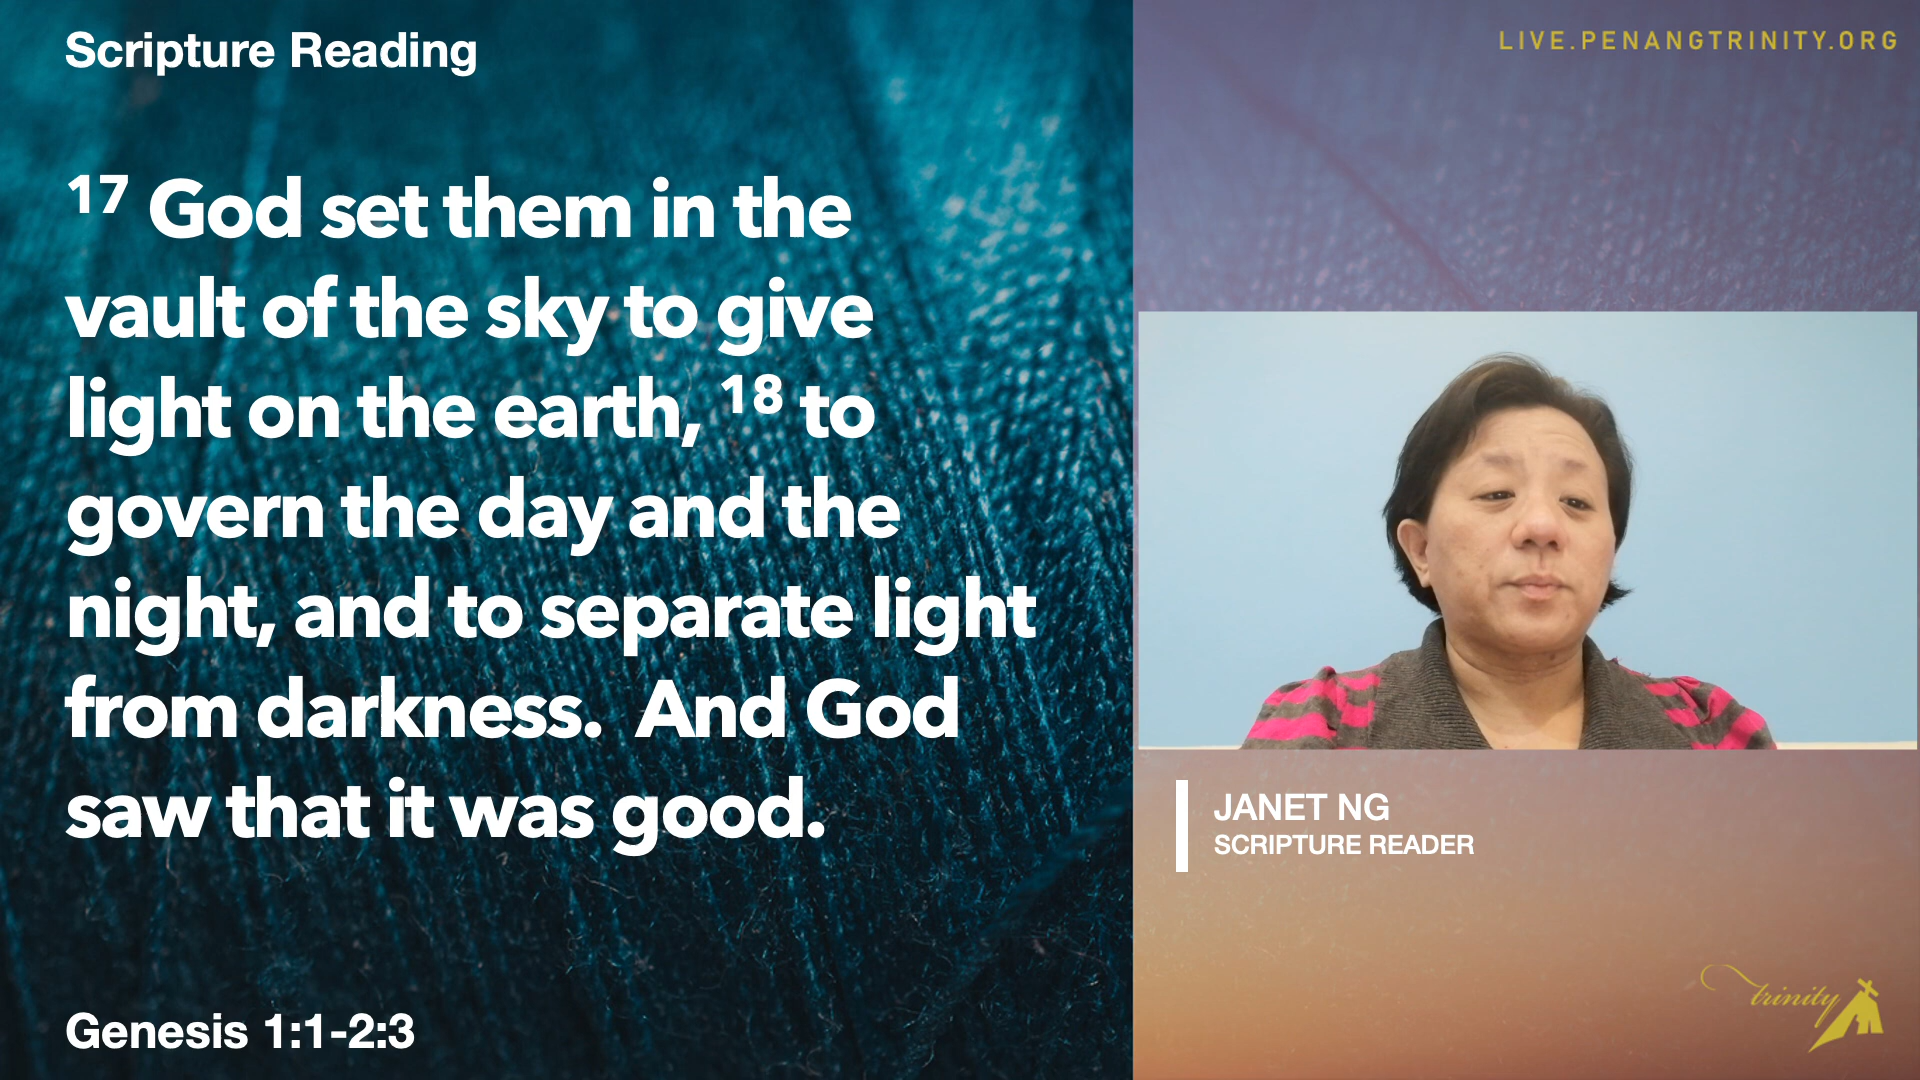 Scripture Reading
LIVE.PENANGTRINITY.ORG
17 God set them in the
vault of the sky to give
light on the earth, 18 to
govern the day and the
night, and to separate light
from darkness.  And God
saw that it was good.
JANET NG
SCRIPTURE READER
Genesis 1:1-2:3
trinity